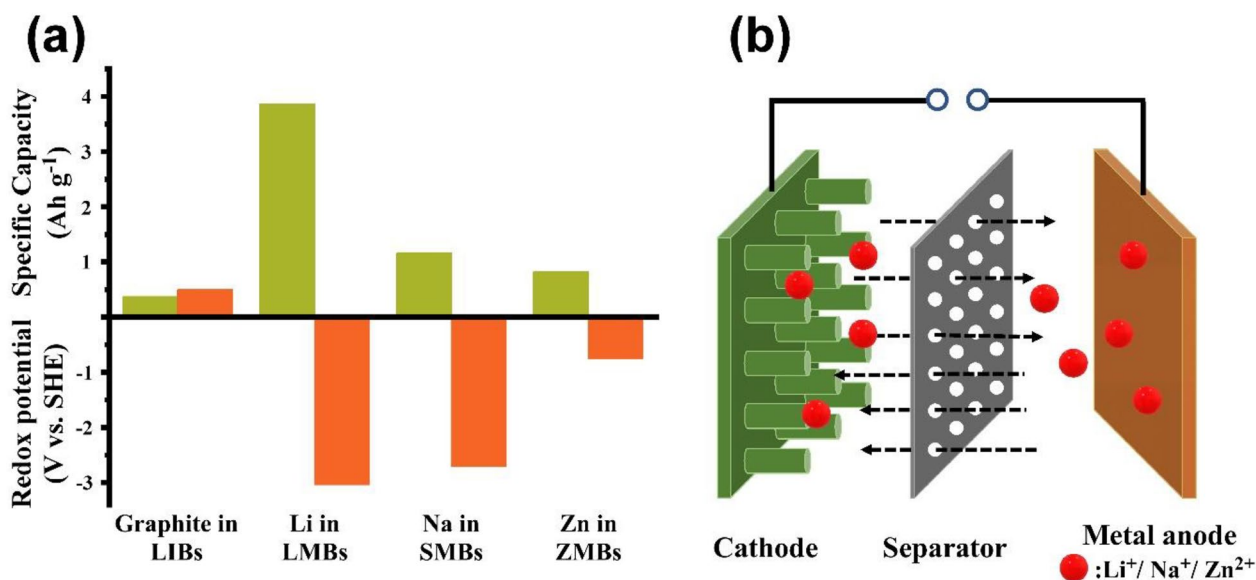 (a)
Specific Capacity
(Ah g⁻¹)
4
3
2
1
Redox potential
(V vs. SHE)
-1
-2
-3
Graphite in
LIBs
Li in
LMBs
Na in
SMBs
Zn in
ZMBs
(b)
Cathode
Separator
Metal anode
:Li⁺/ Na⁺/ Zn²⁺